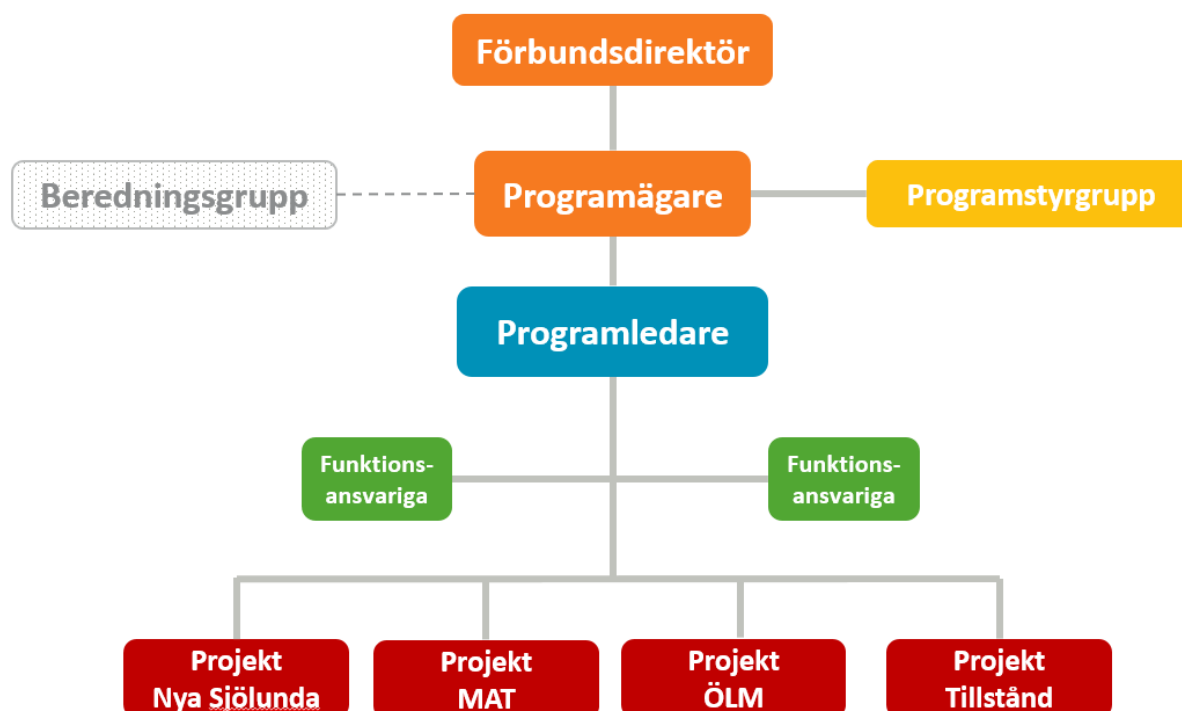 Förbundsdirektör
Beredningsgrupp
Programägare
Programstyrgrupp
Programledare
Funktions-
ansvariga
Funktions-
ansvariga
Projekt
Nya Sjölunda
Projekt
MAT
Projekt
ÖLM
Projekt
Tillstånd